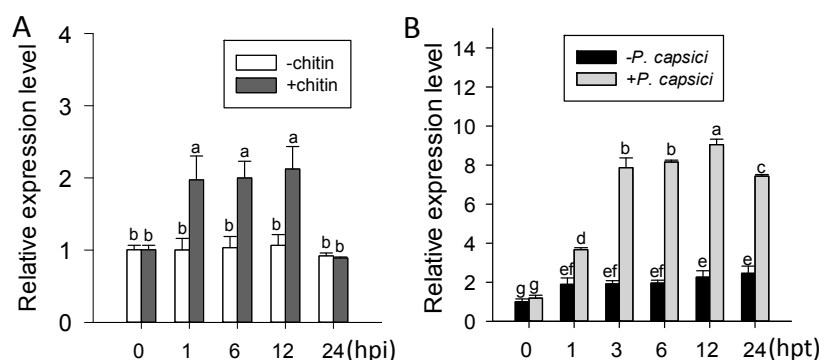 A
Relative expression level
4
3
2
1
0
-chitin
+chitin
b b b a b a b a b b
0 1 6 12 24 (hpi)
B
Relative expression level
14
12
10
8
6
4
2
0
-P. capsici
+P. capsici
g g ef d ef b ef b e a e c
0 1 3 6 12 24 (hpt)